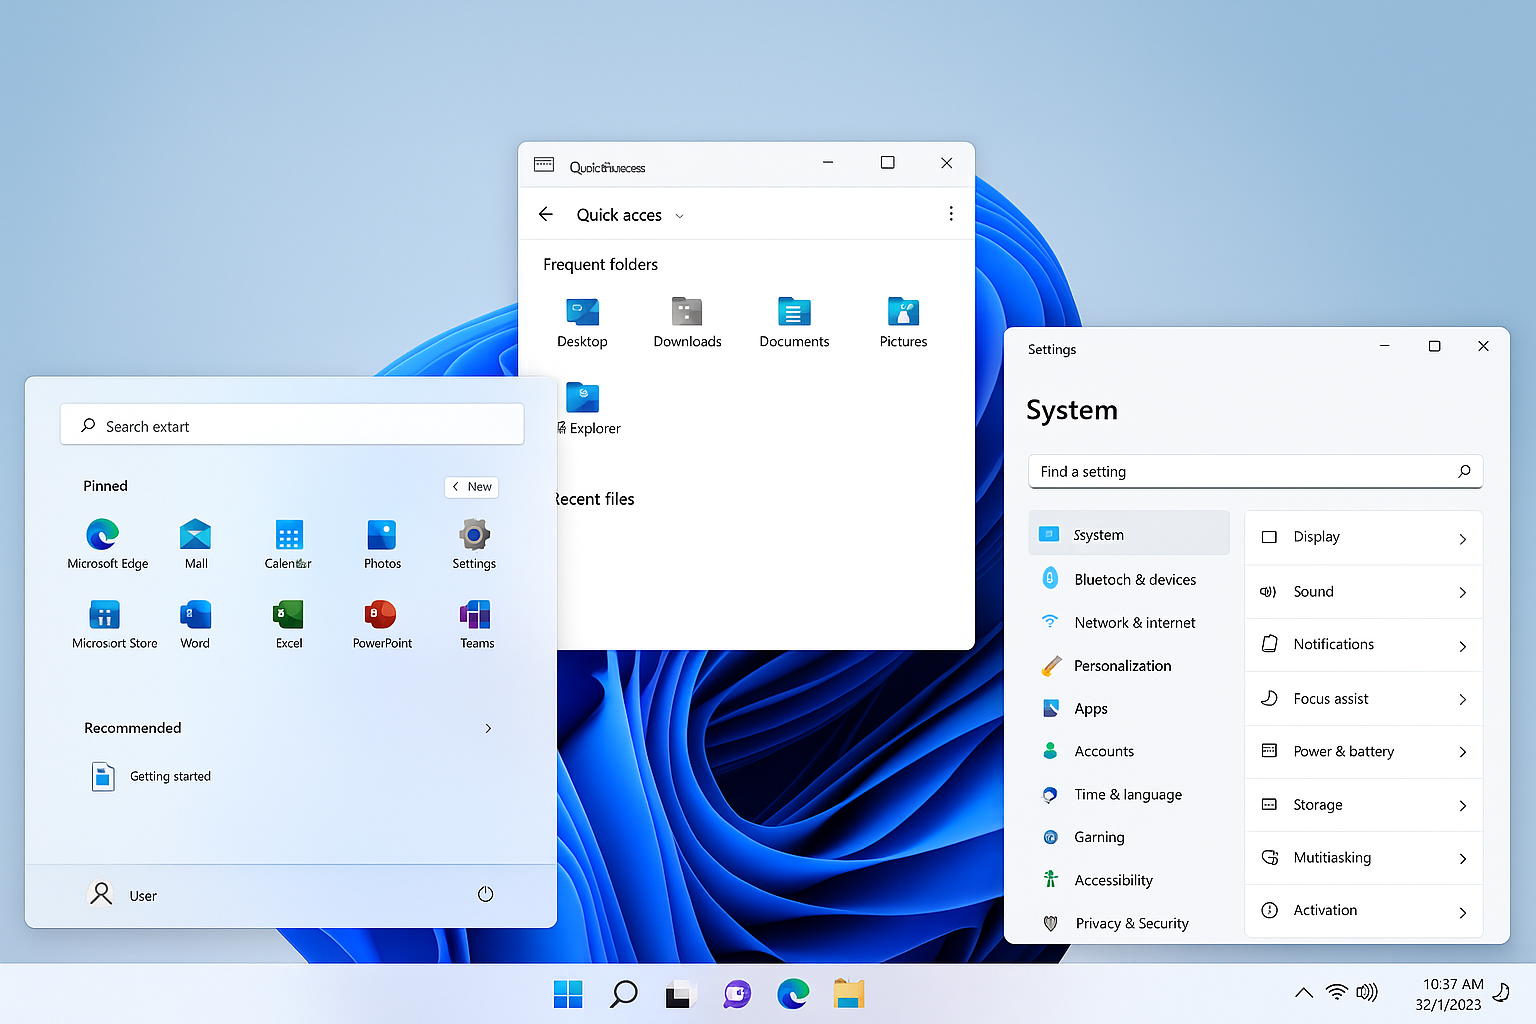 Quick acces
Frequent folders
Desktop
Downloads
Documents
Pictures
Explorer
Recent files
Search extart
Pinned
New
Microsoft Edge
Mall
Photos
Settings
Microsort Store
Word
Excel
PowerPoint
Teams
Recommended
Getting started
User
Settings
System
Find a setting
Ssystem
Bluetoch & devices
Network & internet
Personalization
Apps
Accounts
Time & language
Garning
Accessibility
Privacy & Security
Display
Sound
Notifications
Focus assist
Power & battery
Storage
Mutitiasking
Activation
10:37 AM
32/1/2023